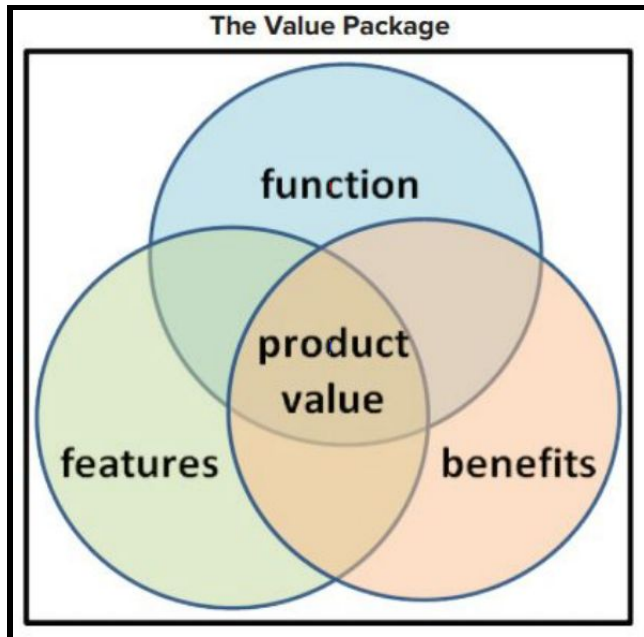 The Value Package
function
product
value
features
benefits